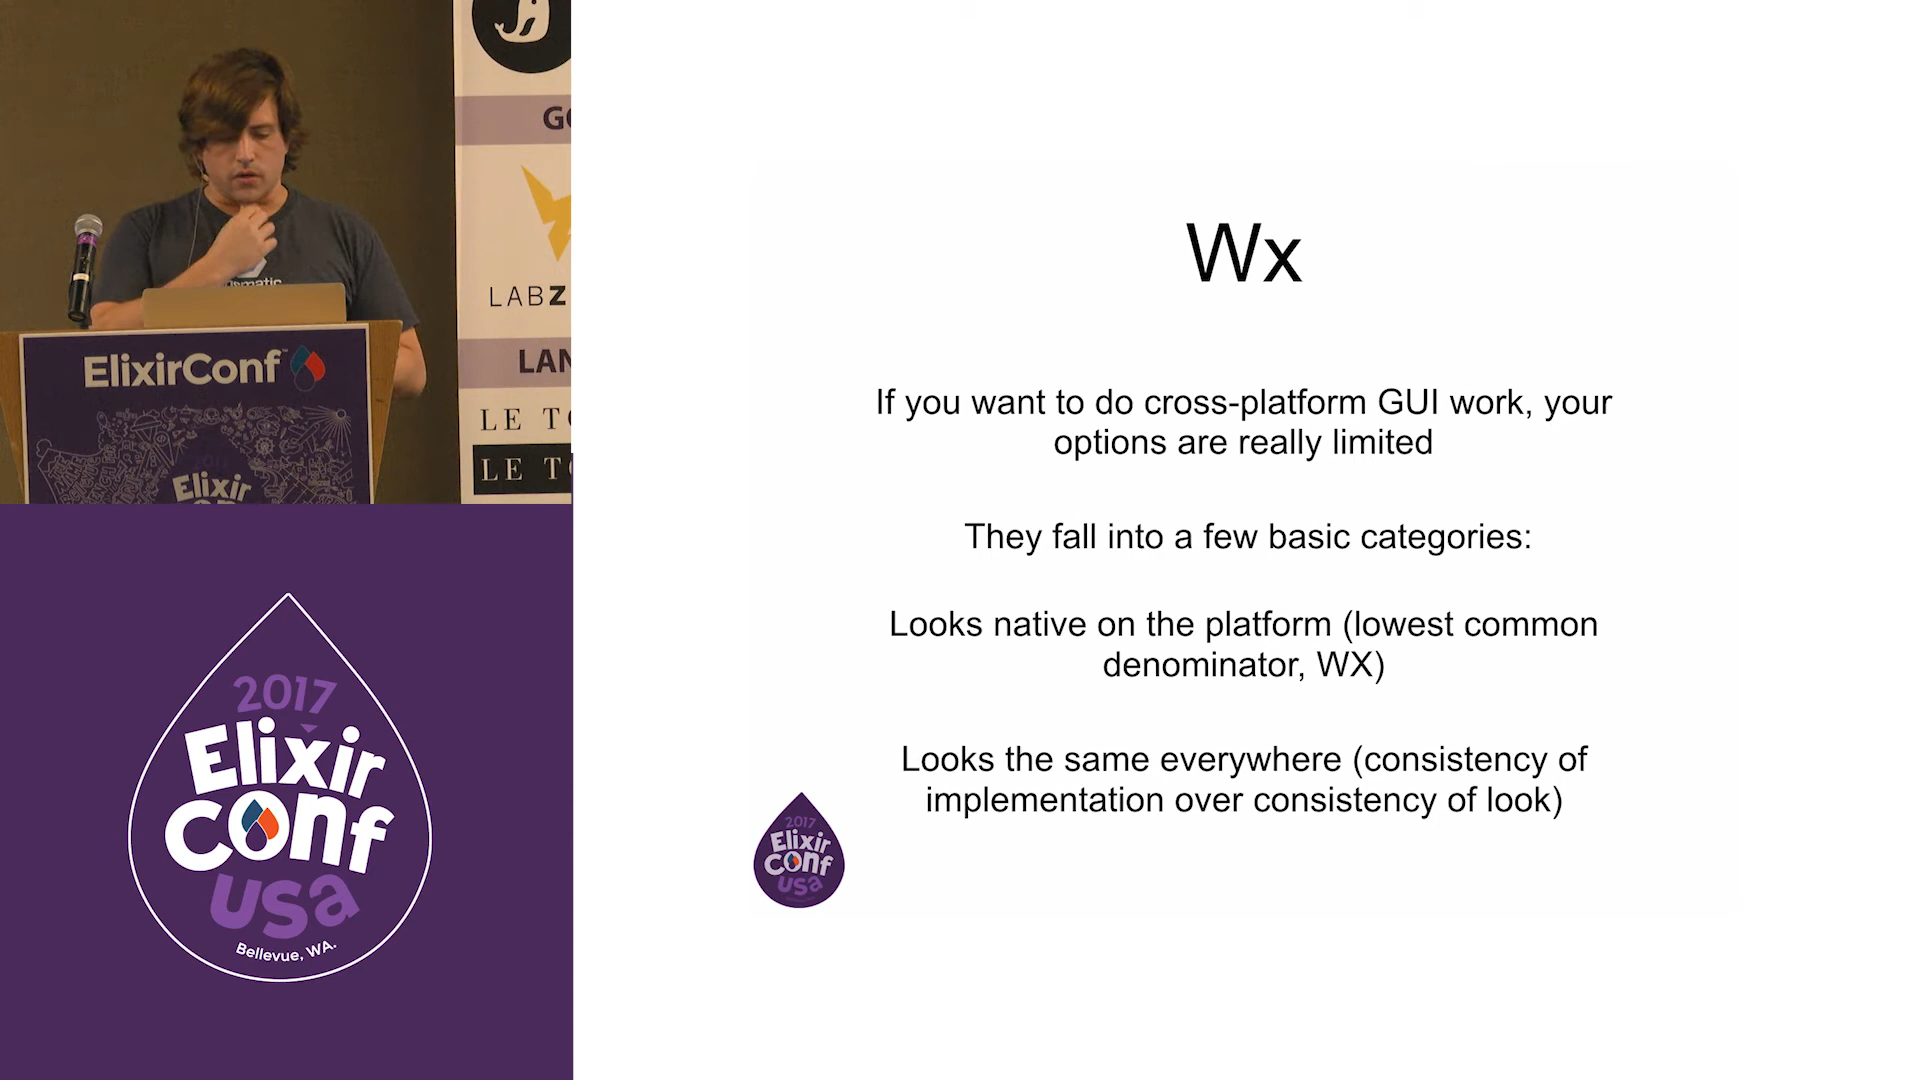 GO
LABZ
LAN
LE TO
LE TO
ismatic
ElixirConf
Elixir
2017
Elixir
Conf
USA
Bellevue, WA.
Wx
If you want to do cross-platform GUI work, your
options are really limited
They fall into a few basic categories:
Looks native on the platform (lowest common
denominator, WX)
Looks the same everywhere (consistency of
implementation over consistency of look)
2017
Elixir
Conf
USA